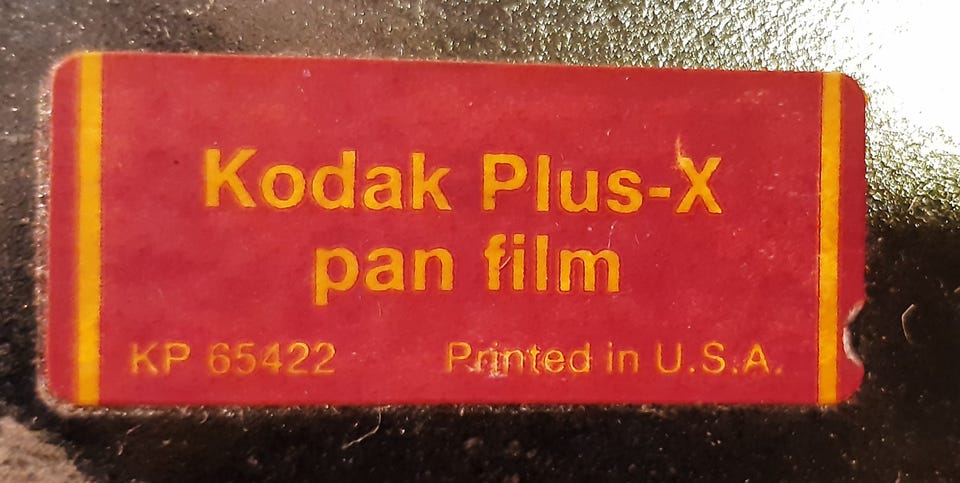 Kodak Plus-X
pan film
KP 65422 Printed in U.S.A.